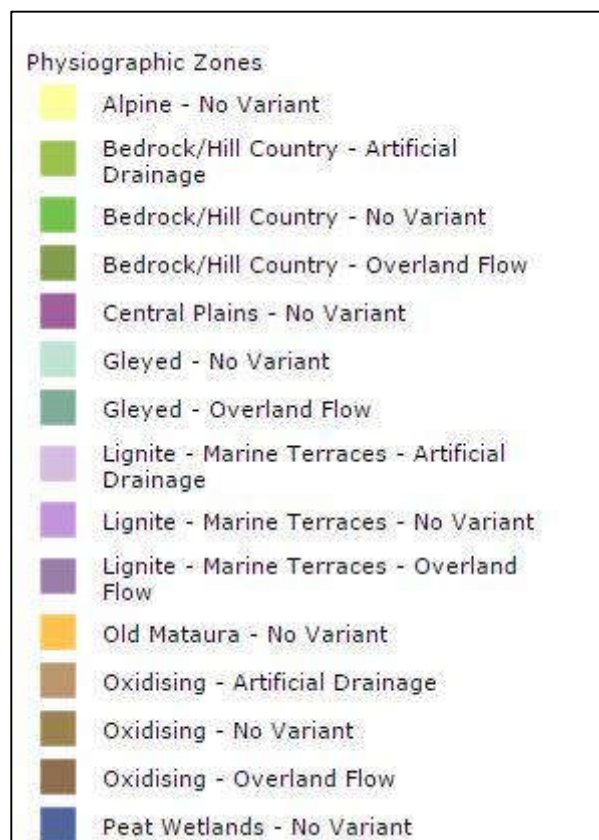 Physiographic Zones
Alpine - No Variant
Bedrock/Hill Country - Artificial
Drainage
Bedrock/Hill Country - No Variant
Bedrock/Hill Country - Overland Flow
Central Plains - No Variant
Gleyed - No Variant
Gleyed - Overland Flow
Lignite - Marine Terraces - Artificial
Drainage
Lignite - Marine Terraces - No Variant
Lignite - Marine Terraces - Overland
Flow
Old Mataura - No Variant
Oxidising - Artificial Drainage
Oxidising - No Variant
Oxidising - Overland Flow
Peat Wetlands - No Variant